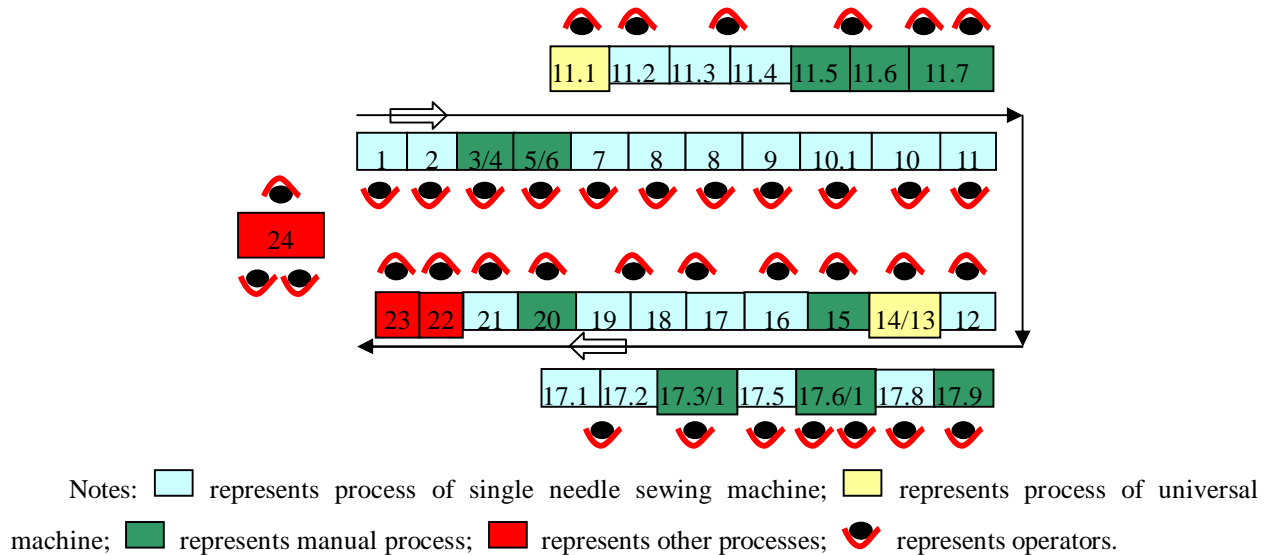 11.1 11.2 11.3 11.4 11.5 11.6 11.7
1 2 3/4 5/6 7 8 8 9 10.1 10 11
24
23 22 21 20 19 18 17 16 15 14/13 12
17.1 17.2 17.3/1 17.5 17.6/1 17.8 17.9
Notes: represents process of single needle sewing machine; represents process of universal
machine; represents manual process; represents other processes; represents operators.